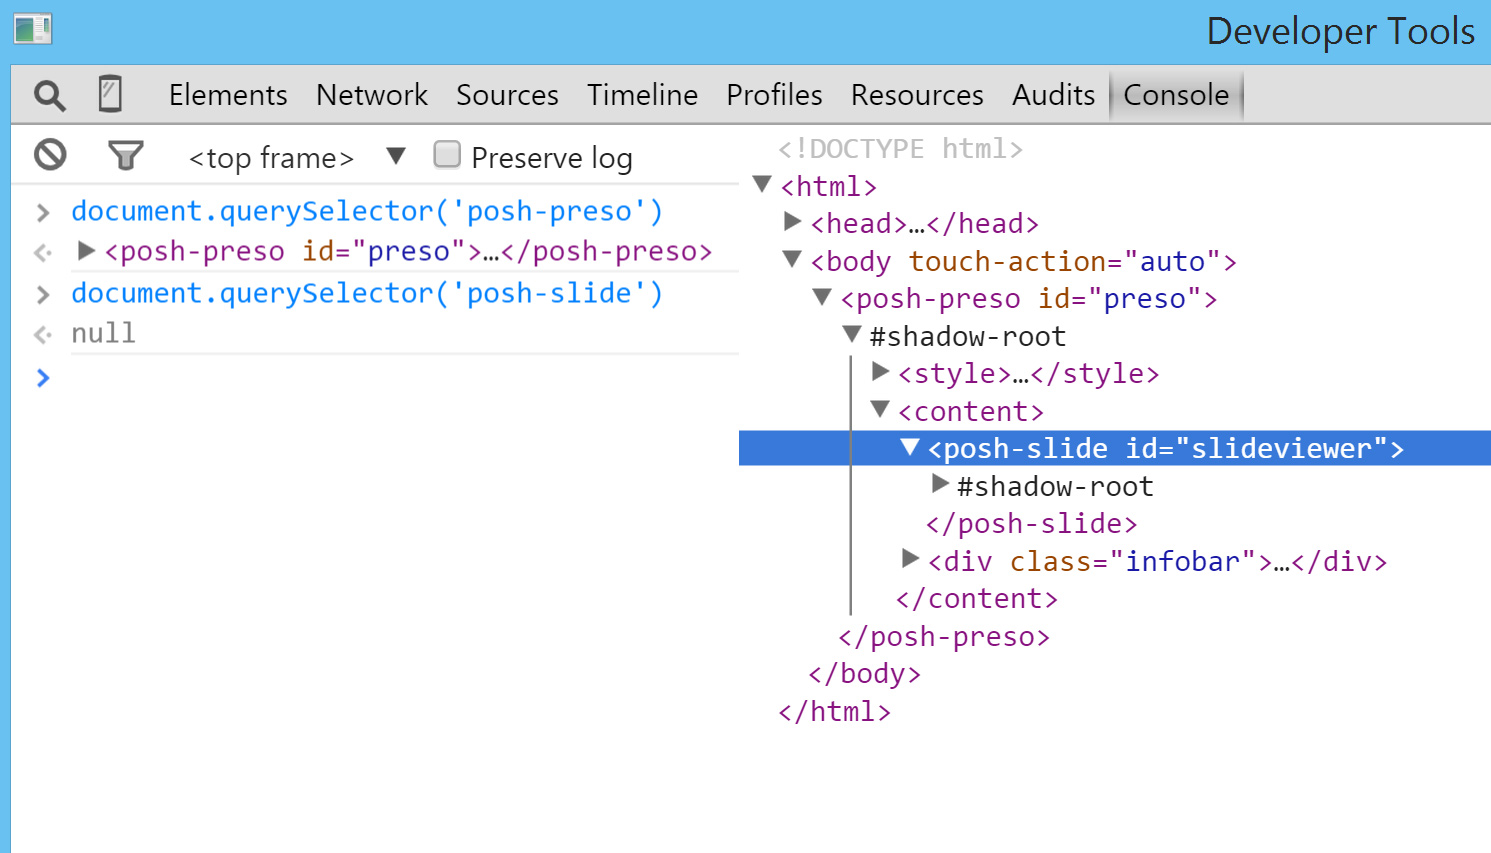 Developer Tools
Elements Network Sources Timeline Profiles Resources Audits Console
<top frame> ▼ Preserve log
> document.querySelector('posh-preso')
<posh-preso id="preso">…</posh-preso>
> document.querySelector('posh-slide')
null
>
<!DOCTYPE html>
▼ <html>
▶ <head>…</head>
▼ <body touch-action="auto">
▼ <posh-preso id="preso">
▼ #shadow-root
▶ <style>…</style>
▼ <content>
▼ <posh-slide id="slideviewer">
▶ #shadow-root
</posh-slide>
▶ <div class="infobar">…</div>
</content>
</posh-preso>
</body>
</html>